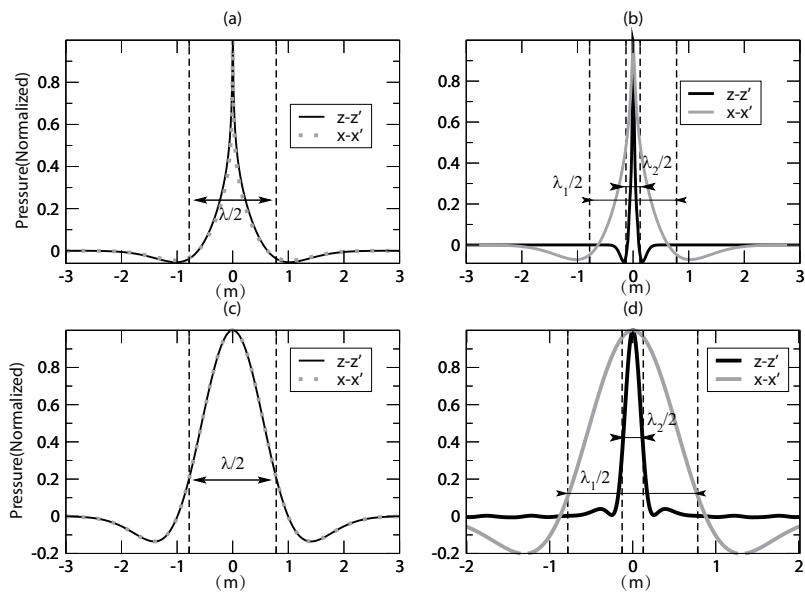 (a)
Pressure(Normalized)
0.8
0.6
0.4
0.2
0
-3 -2 -1 0 1 2 3
(m)
z-z′
x-x′
λ/2
(b)
0.8
0.6
0.4
0.2
0
-4 -3 -2 -1 0 1 2 3 4
(m)
z-z′
x-x′
λ2/2
λ1/2
(c)
Pressure(Normalized)
0.8
0.6
0.4
0.2
0
-0.2
-3 -2 -1 0 1 2 3
(m)
z-z′
x-x′
λ/2
(d)
0.8
0.6
0.4
0.2
0
-0.2
-2 -1 0 1 2
(m)
z-z′
x-x′
λ2/2
λ1/2